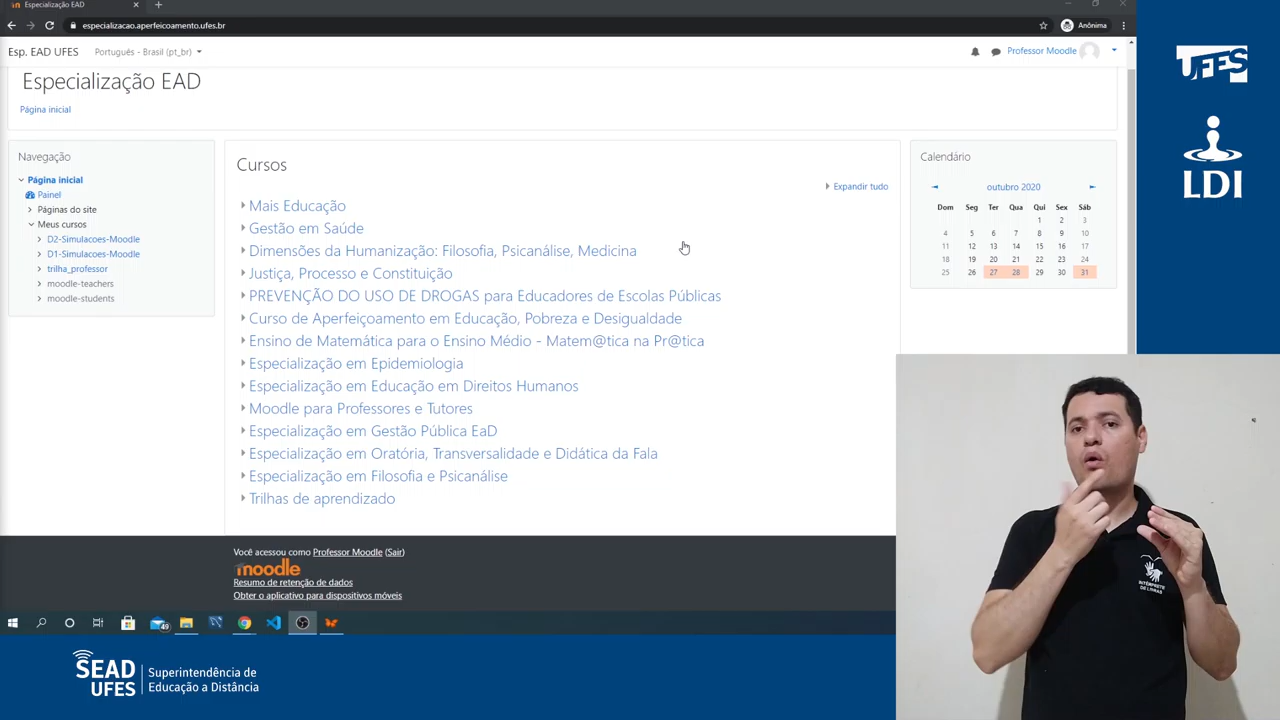 Especialização EAD
especializacao.aperfeicoamento.ufes.br
Anônima
Esp. EAD UFES
Português - Brasil (pt_br)
Professor Moodle
Especialização EAD
Página inicial
Navegação
Página inicial
Painel
Páginas do site
Meus cursos
D2-Simulacoes-Moodle
D1-Simulacoes-Moodle
trilha_professor
moodle-teachers
moodle-students
Cursos
Expandir tudo
Mais Educação
Gestão em Saúde
Dimensões da Humanização: Filosofia, Psicanálise, Medicina
Justiça, Processo e Constituição
PREVENÇÃO DO USO DE DROGAS para Educadores de Escolas Públicas
Curso de Aperfeiçoamento em Educação, Pobreza e Desigualdade
Ensino de Matemática para o Ensino Médio - Matem@tica na Pr@tica
Especialização em Epidemiologia
Especialização em Educação em Direitos Humanos
Moodle para Professores e Tutores
Especialização em Gestão Pública EaD
Especialização em Oratória, Transversalidade e Didática da Fala
Especialização em Filosofia e Psicanálise
Trilhas de aprendizado
Calendário
◄ outubro 2020 ►
Dom Seg Ter Qua Qui Sex Sáb
1 2 3
4 5 6 7 8 9 10
11 12 13 14 15 16 17
18 19 20 21 22 23 24
25 26 27 28 29 30 31
Você acessou como Professor Moodle (Sair)
moodle
Resumo de retenção de dados
Obter o aplicativo para dispositivos móveis
49
UFES
LDI
INTÉRPRETE
DE LIBRAS
SEAD
UFES
Superintendência de
Educação a Distância